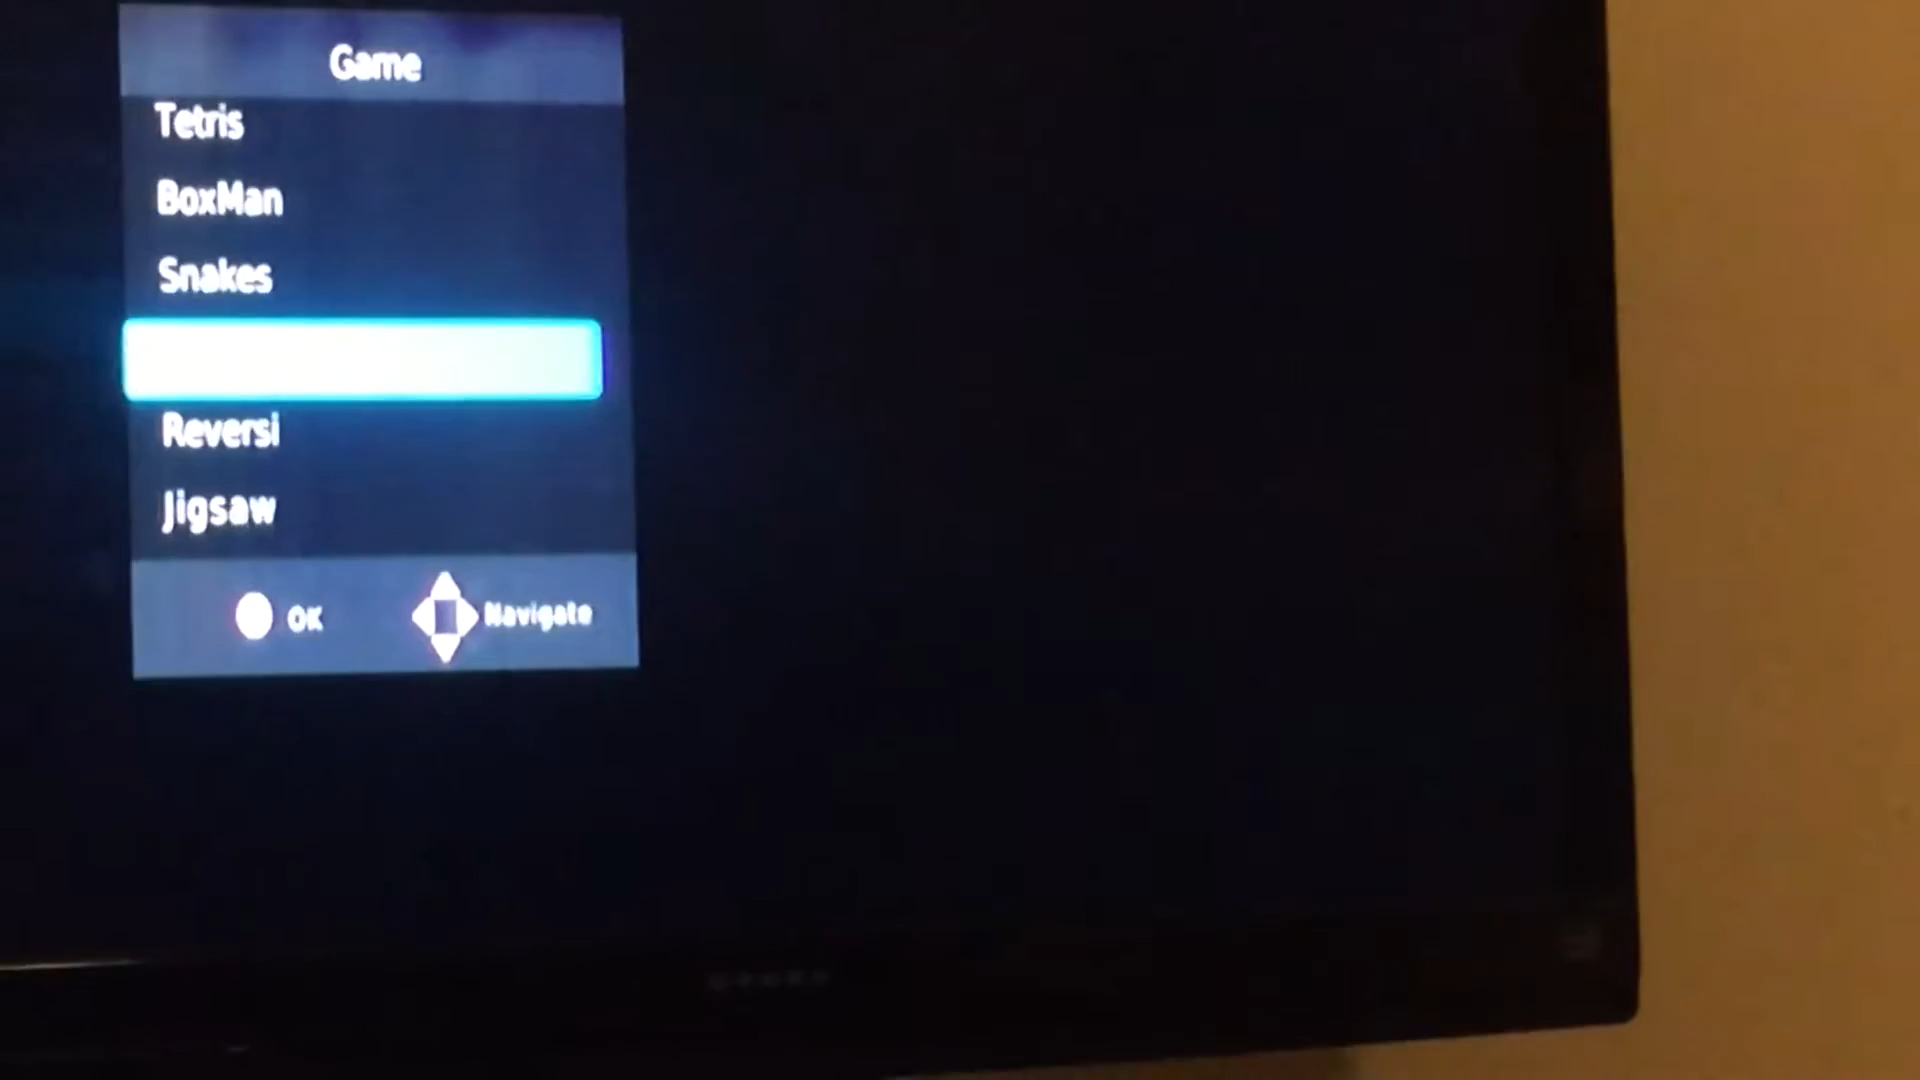 Game
Tetris
BoxMan
Snakes
Reversi
Jigsaw
OK Navigate